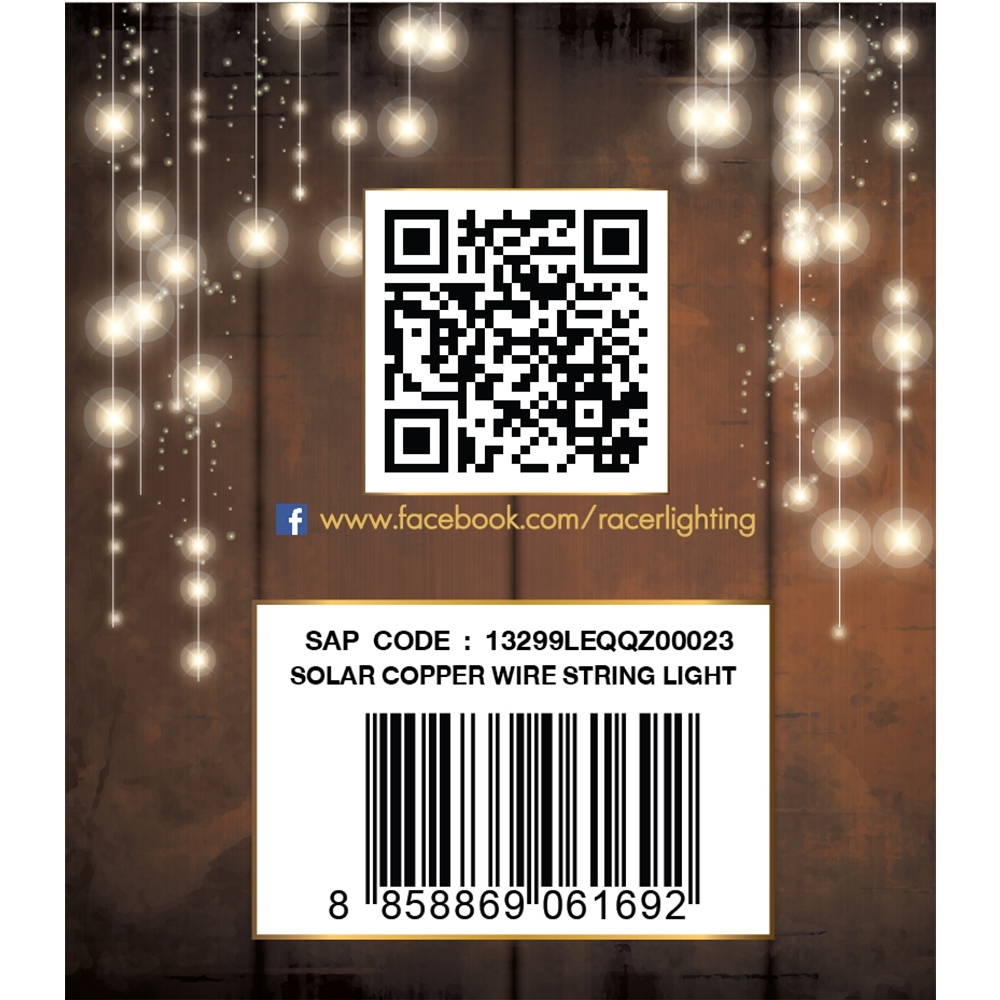 www.facebook.com/racerlighting
SAP CODE : 13299LEQQZ00023
SOLAR COPPER WIRE STRING LIGHT
8 858869 061692